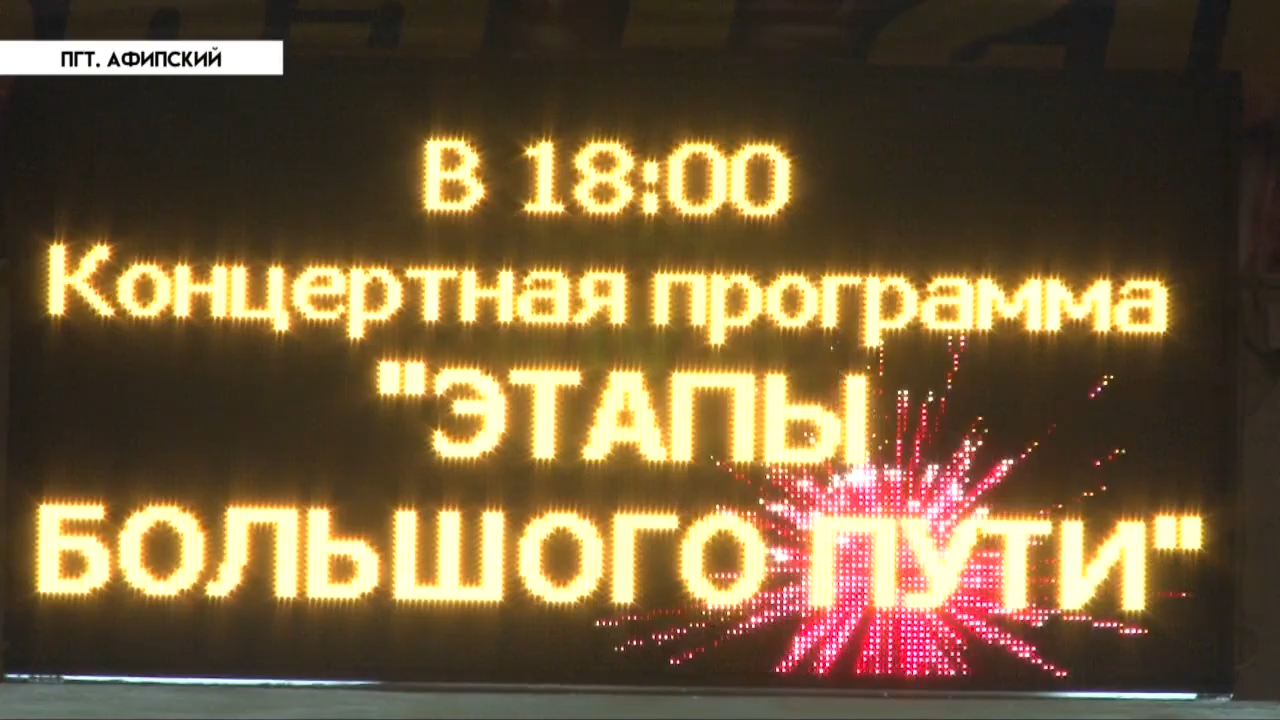 ПГТ. АФИПСКИЙ
В 18:00
Концертная программа
"ЭТАПЫ
БОЛЬШОГО ПУТИ"